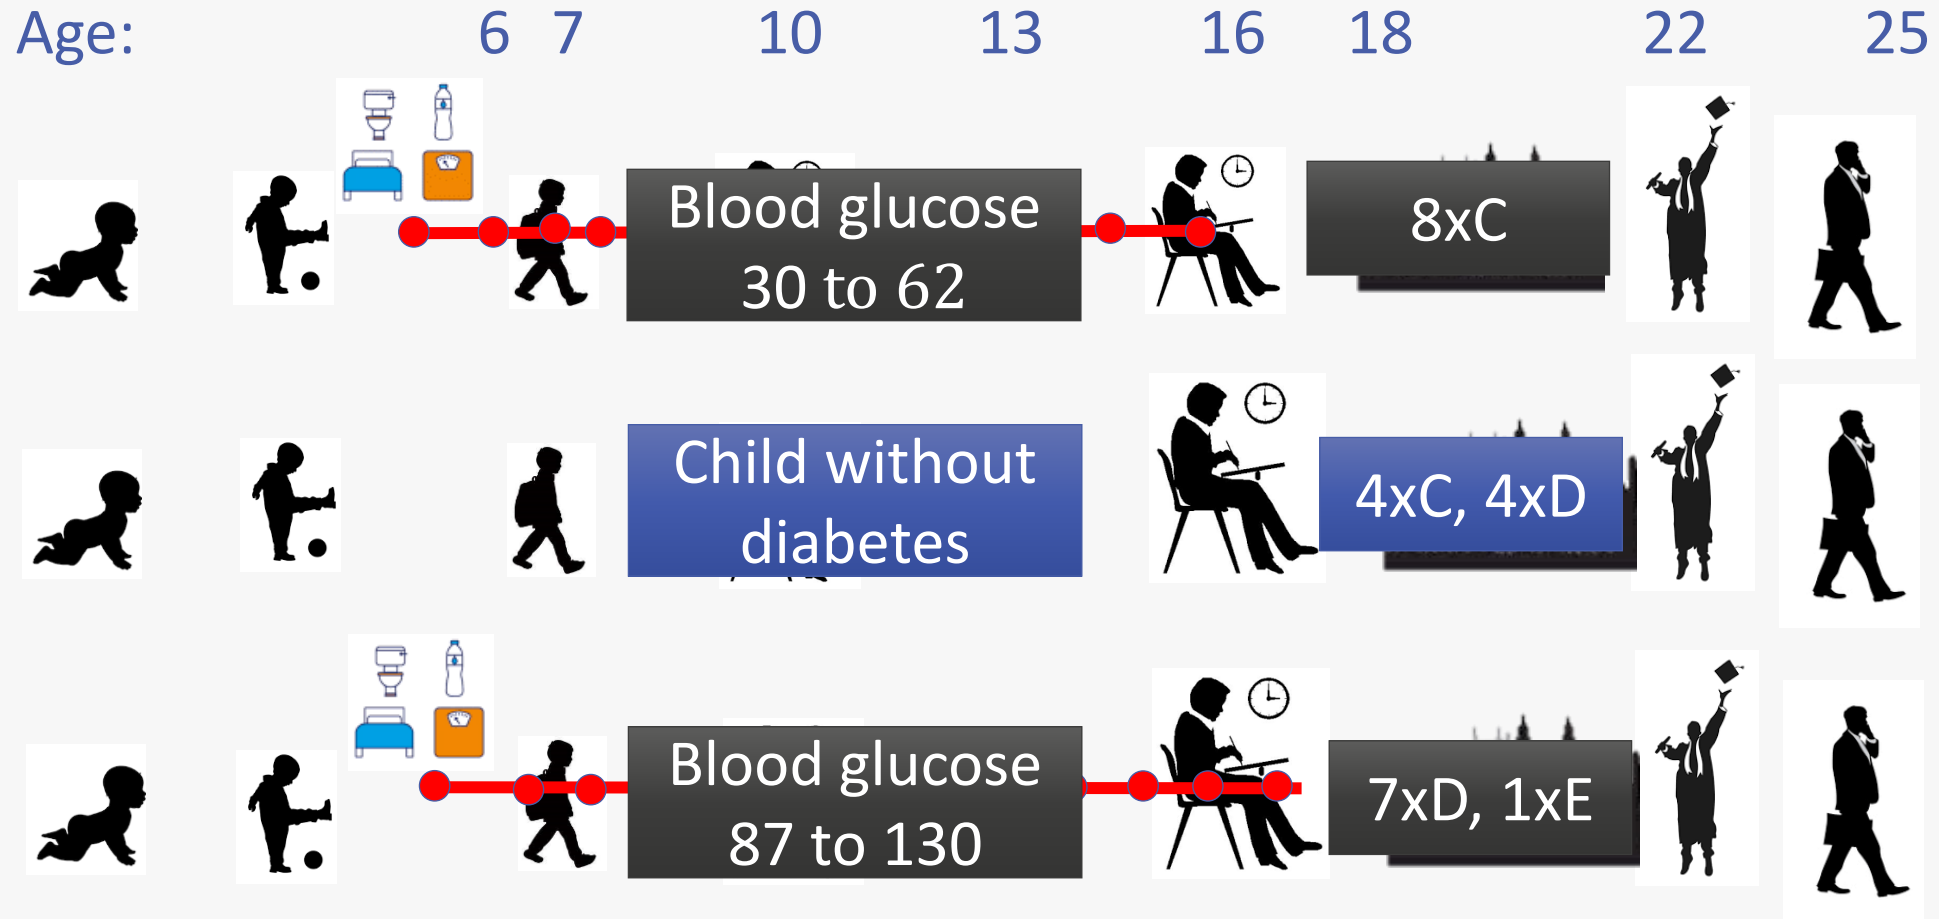 Age: 6 7 10 13 16 18 22 25
Blood glucose
30 to 62
8xC
Child without
diabetes
4xC, 4xD
Blood glucose
87 to 130
7xD, 1xE